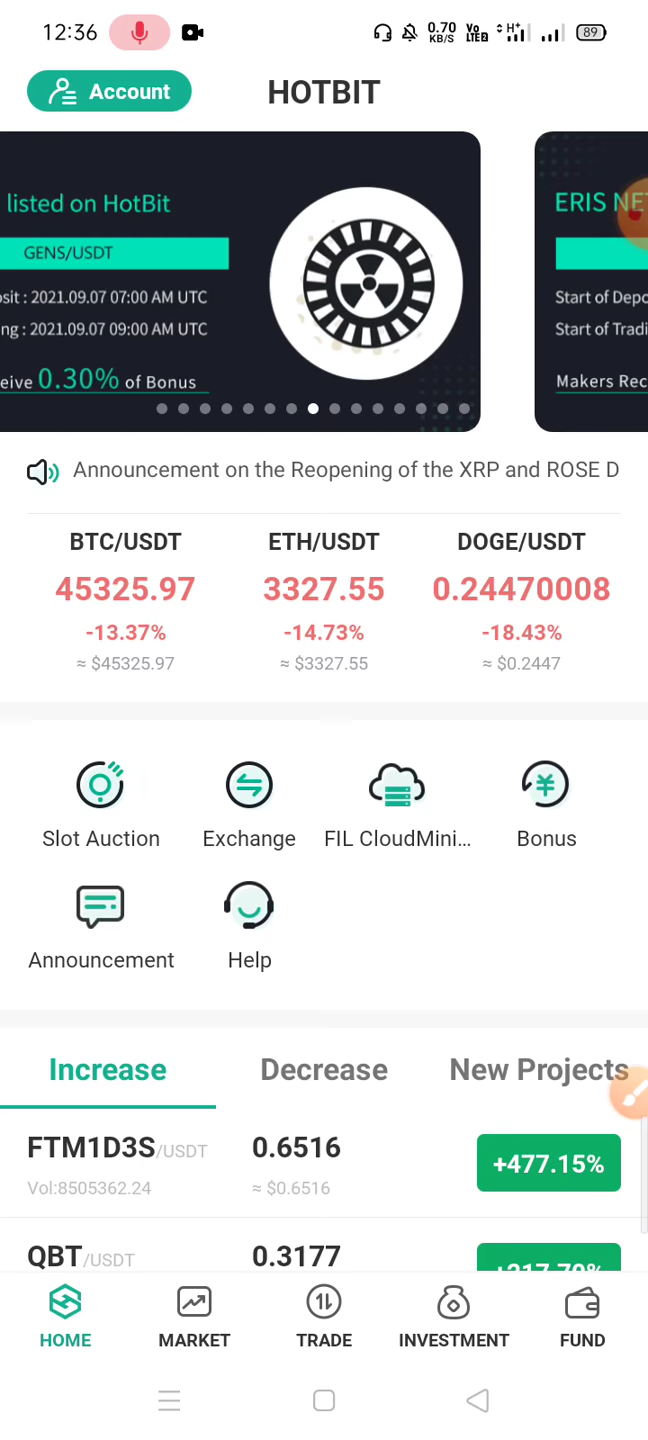 12:36
0.70 KB/S
Vo LTE2
H+
89
Account
HOTBIT
listed on HotBit
GENS/USDT
osit : 2021.09.07 07:00 AM UTC
ng : 2021.09.07 09:00 AM UTC
eive 0.30% of Bonus
ERIS NE
Start of Depo
Start of Tradi
Makers Rec
Announcement on the Reopening of the XRP and ROSE D
BTC/USDT ETH/USDT DOGE/USDT
45325.97 3327.55 0.24470008
-13.37% -14.73% -18.43%
≈ $45325.97 ≈ $3327.55 ≈ $0.2447
Slot Auction Exchange FIL CloudMini... Bonus
Announcement Help
Increase Decrease New Projects
FTM1D3S/USDT 0.6516 +477.15%
Vol:8505362.24 ≈ $0.6516
QBT/USDT 0.3177
HOME MARKET TRADE INVESTMENT FUND